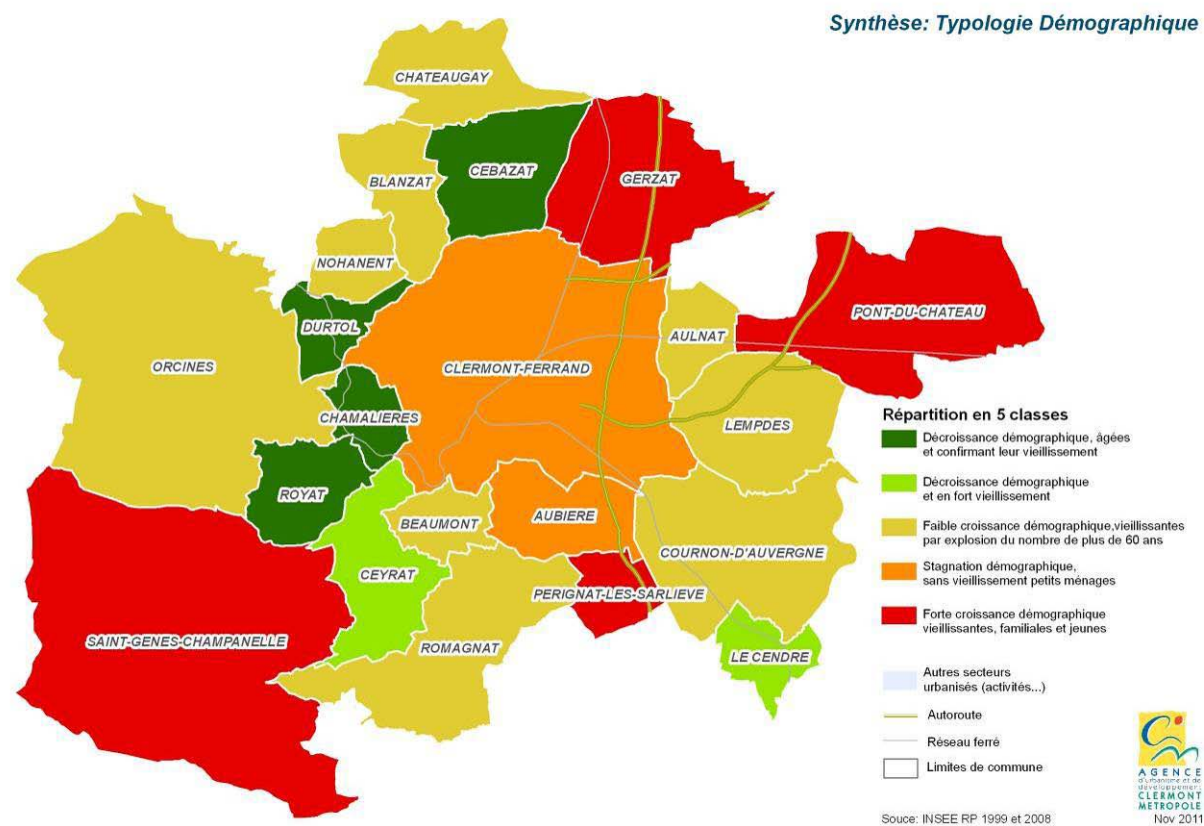 Synthèse: Typologie Démographique
CHATEAUGAY
CEBAZAT
GERZAT
BLANZAT
NOHANENT
PONT-DU-CHATEAU
DURTOL
AULNAT
ORCINES
CLERMONT-FERRAND
CHAMALIERES
LEMPDES
ROYAT
BEAUMONT
AUBIERE
COURNON-D'AUVERGNE
CEYRAT
PERIGNAT-LES-SARLIEVE
SAINT-GENES-CHAMPANELLE
ROMAGNAT
LE CENDRE
Répartition en 5 classes
Décroissance démographique, âgées
et confirmant leur vieillissement
Décroissance démographique
et en fort vieillissement
Faible croissance démographique,vieillissantes
par explosion du nombre de plus de 60 ans
Stagnation démographique,
sans vieillissement petits ménages
Forte croissance démographique
vieillissantes, familiales et jeunes
Autres secteurs
urbanisés (activités...)
Autoroute
Réseau ferré
Limites de commune
AGENCE
d'urbanisme et de
développement
CLERMONT
METROPOLE
Souce: INSEE RP 1999 et 2008
Nov 2011